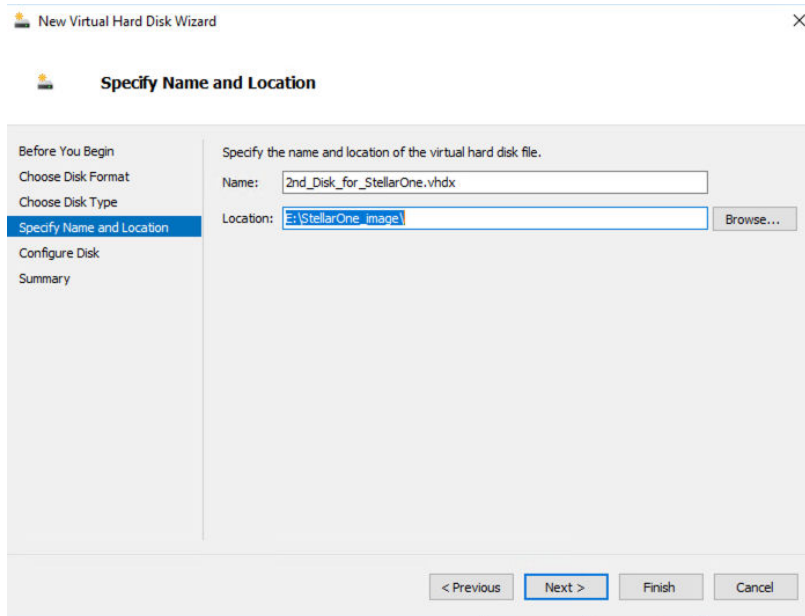 New Virtual Hard Disk Wizard
Specify Name and Location
Before You Begin
Choose Disk Format
Choose Disk Type
Specify Name and Location
Configure Disk
Summary
Specify the name and location of the virtual hard disk file.
Name: 2nd_Disk_for_StellarOne.vhdx
Location: E:\StellarOne_image\ Browse...
< Previous Next > Finish Cancel